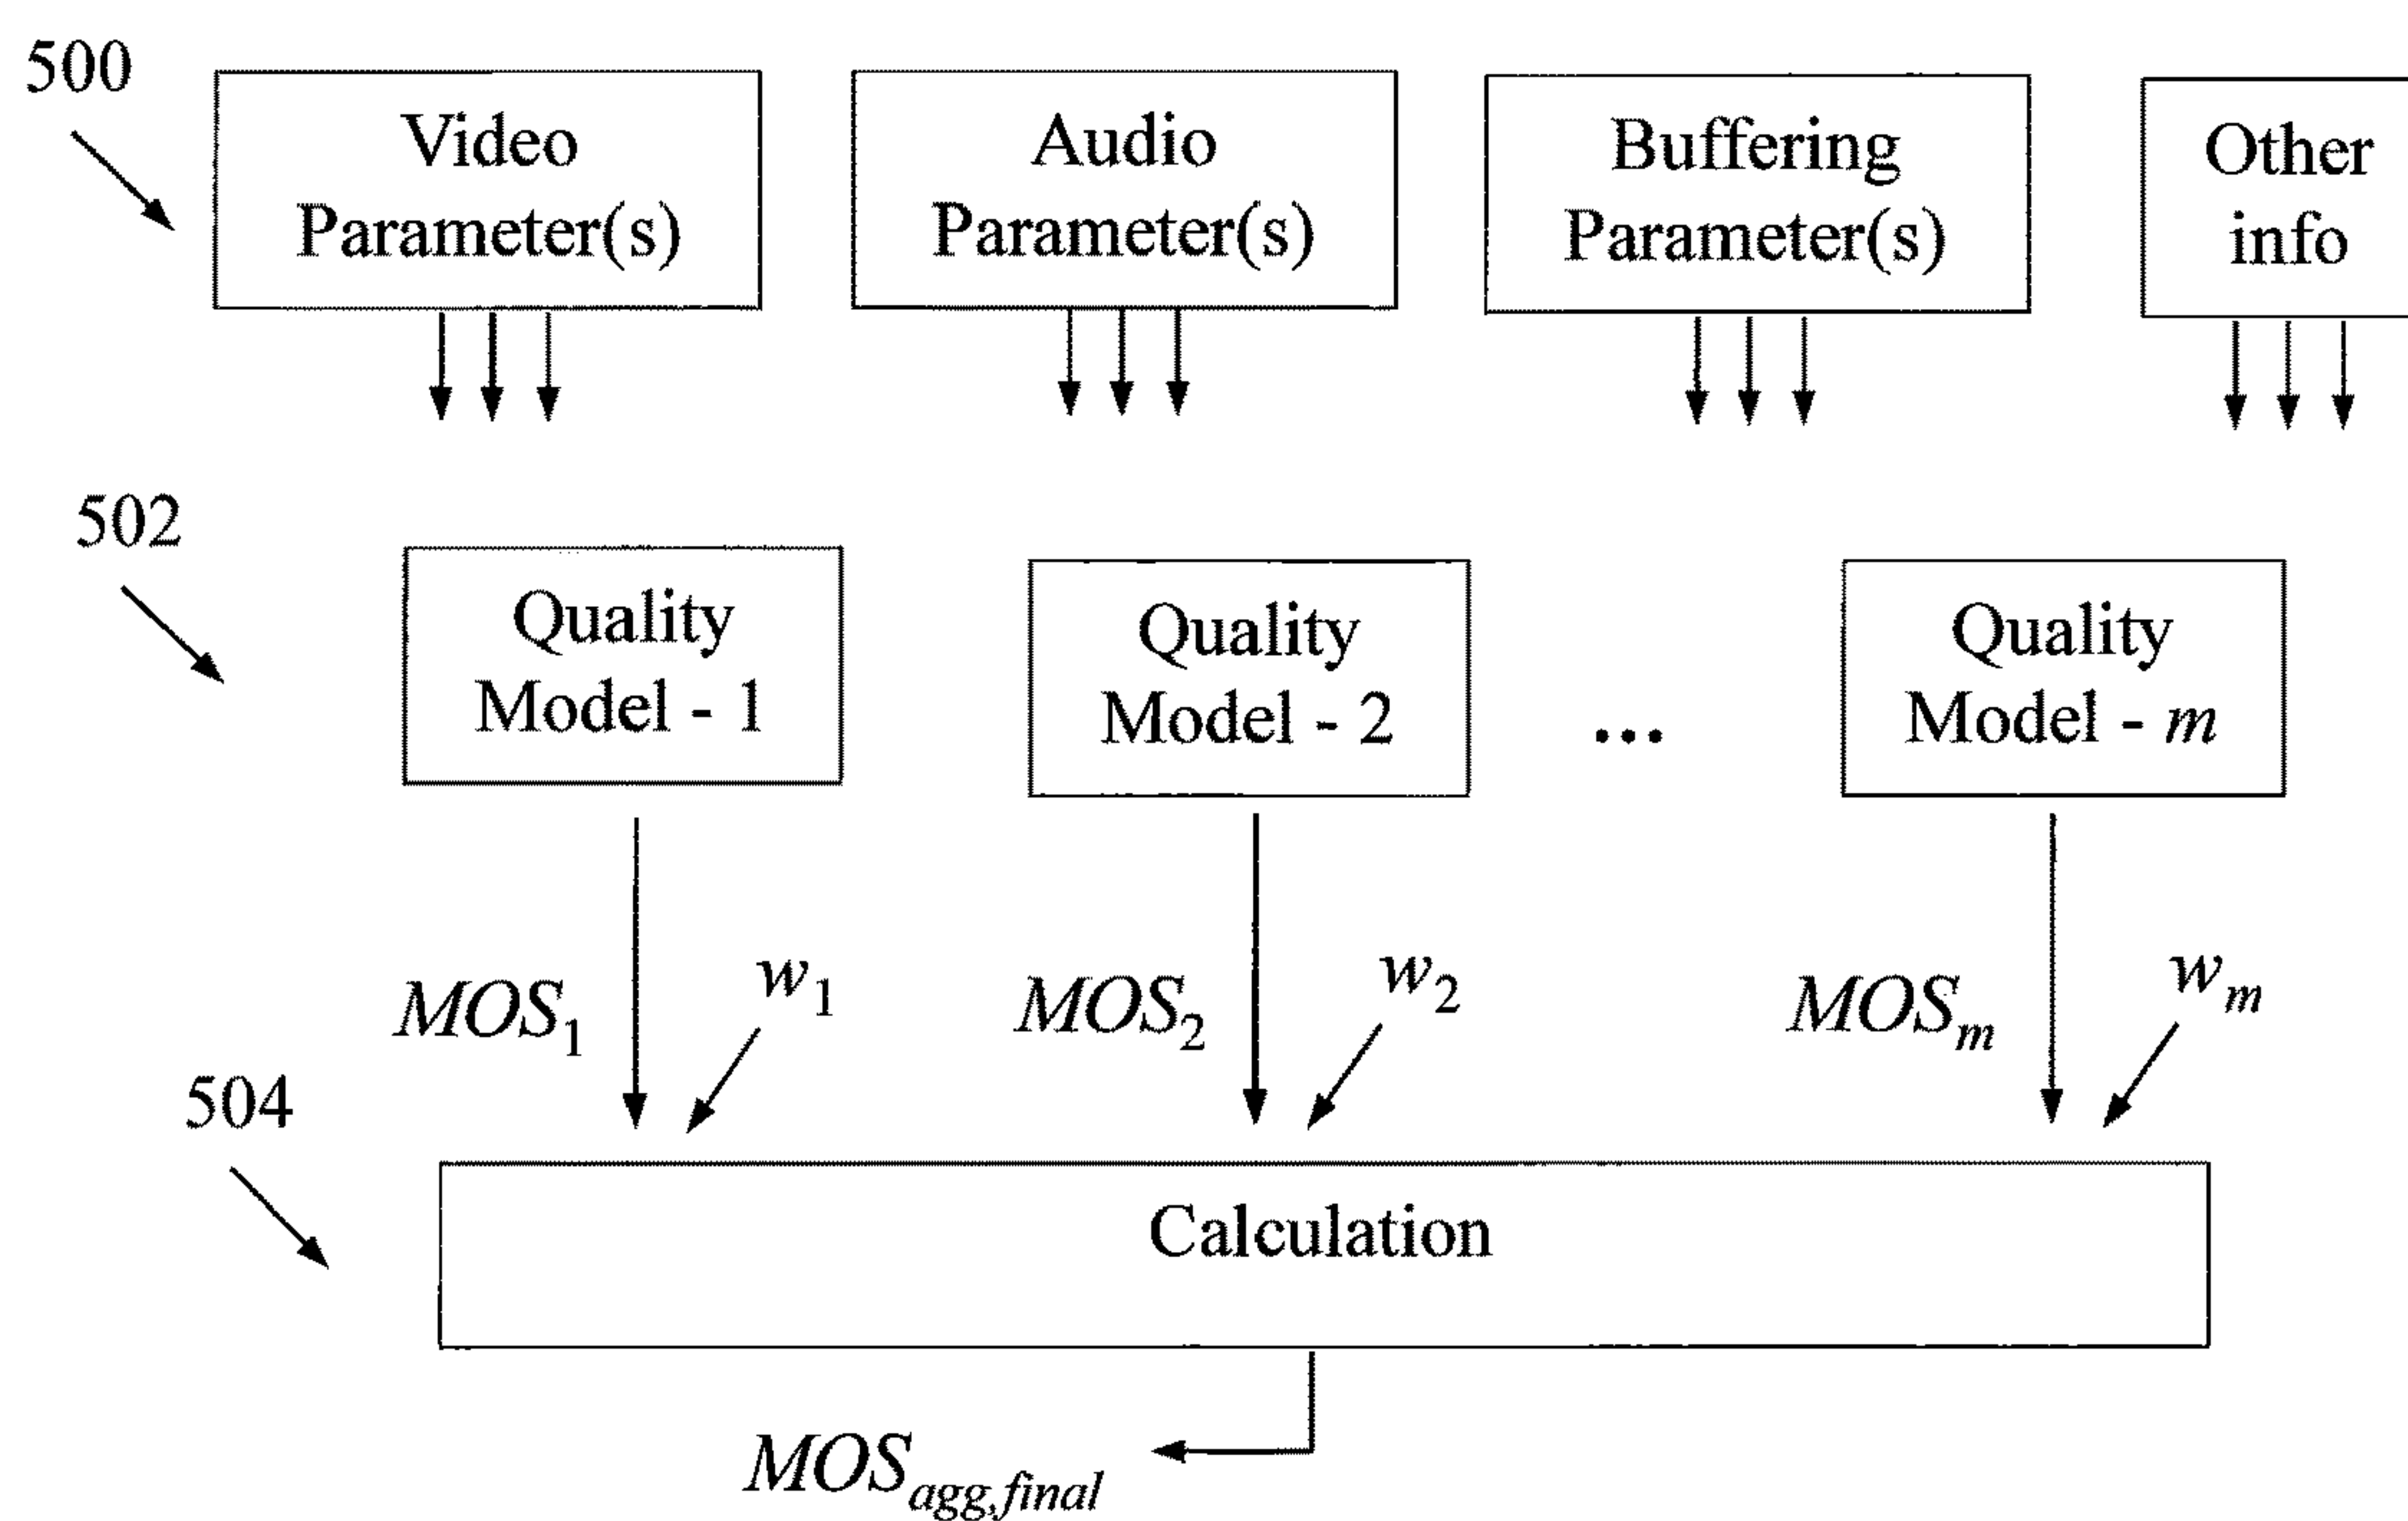 500
Video
Parameter(s)
Audio
Parameter(s)
Buffering
Parameter(s)
Other
info
502
Quality
Model - 1
Quality
Model - 2
...
Quality
Model - m
MOS1
w1
MOS2
w2
MOSm
wm
504
Calculation
MOSagg,final